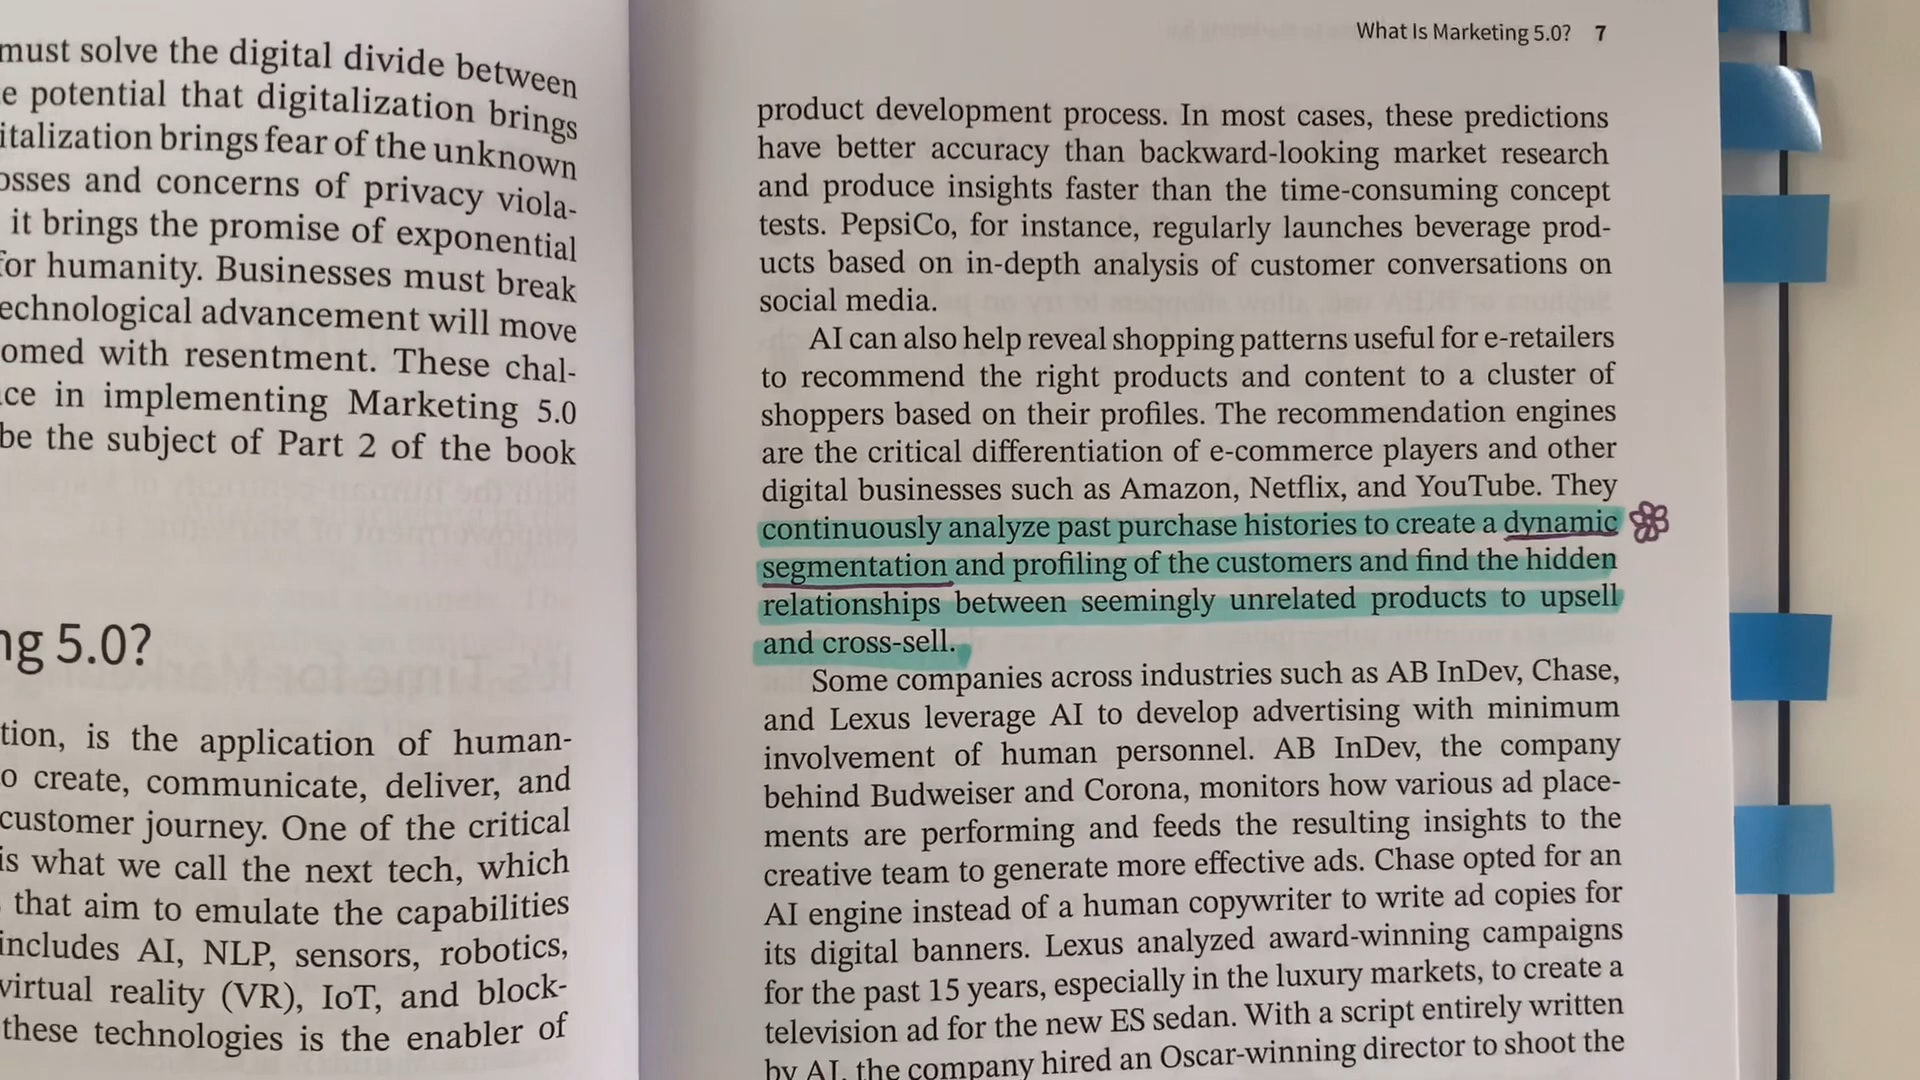 must solve the digital divide between
e potential that digitalization brings
italization brings fear of the unknown
osses and concerns of privacy viola-
it brings the promise of exponential
for humanity. Businesses must break
echnological advancement will move
omed with resentment. These chal-
ce in implementing Marketing 5.0
be the subject of Part 2 of the book
ng 5.0?
tion, is the application of human-
o create, communicate, deliver, and
customer journey. One of the critical
is what we call the next tech, which
that aim to emulate the capabilities
includes AI, NLP, sensors, robotics,
virtual reality (VR), IoT, and block-
these technologies is the enabler of
What Is Marketing 5.0? 7
product development process. In most cases, these predictions
have better accuracy than backward-looking market research
and produce insights faster than the time-consuming concept
tests. PepsiCo, for instance, regularly launches beverage prod-
ucts based on in-depth analysis of customer conversations on
social media.
AI can also help reveal shopping patterns useful for e-retailers
to recommend the right products and content to a cluster of
shoppers based on their profiles. The recommendation engines
are the critical differentiation of e-commerce players and other
digital businesses such as Amazon, Netflix, and YouTube. They
continuously analyze past purchase histories to create a dynamic
segmentation and profiling of the customers and find the hidden
relationships between seemingly unrelated products to upsell
and cross-sell.
Some companies across industries such as AB InDev, Chase,
and Lexus leverage AI to develop advertising with minimum
involvement of human personnel. AB InDev, the company
behind Budweiser and Corona, monitors how various ad place-
ments are performing and feeds the resulting insights to the
creative team to generate more effective ads. Chase opted for an
AI engine instead of a human copywriter to write ad copies for
its digital banners. Lexus analyzed award-winning campaigns
for the past 15 years, especially in the luxury markets, to create a
television ad for the new ES sedan. With a script entirely written
by AI, the company hired an Oscar-winning director to shoot the